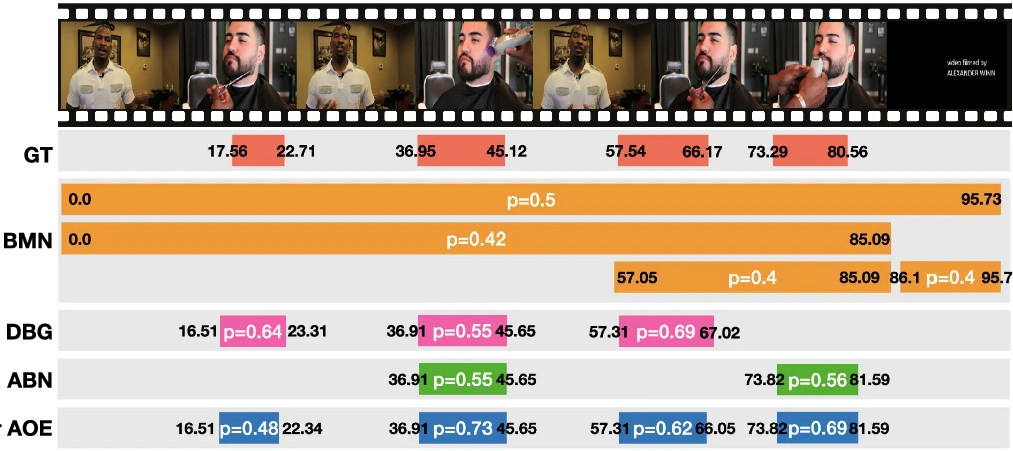 video filmed by
ALEXANDER WINN
GT 17.56 22.71 36.95 45.12 57.54 66.17 73.29 80.56
0.0 p=0.5 95.73
BMN 0.0 p=0.42 85.09
57.05 p=0.4 85.09 86.1 p=0.4 95.7
DBG 16.51 p=0.64 23.31 36.91 p=0.55 45.65 57.31 p=0.69 67.02
ABN 36.91 p=0.55 45.65 73.82 p=0.56 81.59
AOE 16.51 p=0.48 22.34 36.91 p=0.73 45.65 57.31 p=0.62 66.05 73.82 p=0.69 81.59